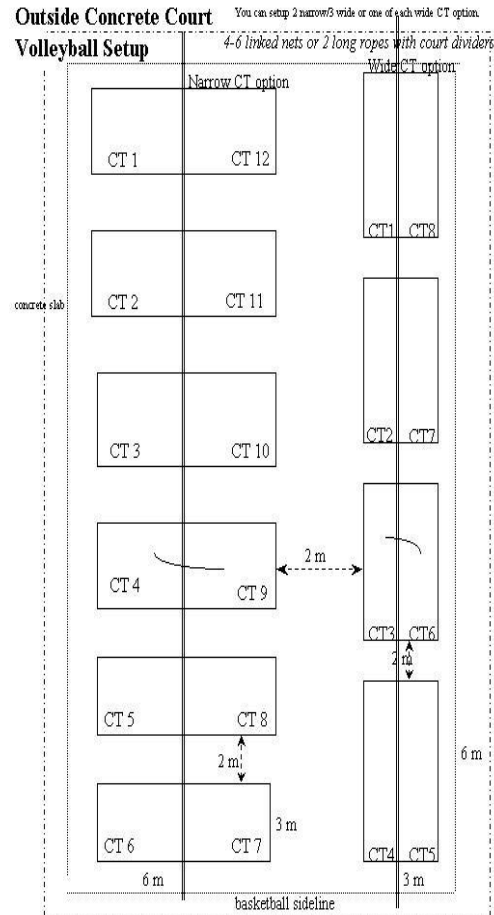 Outside Concrete Court
You can setup 2 narrow/3 wide or one of each wide CT option.
Volleyball Setup
4-6 linked nets or 2 long ropes with court dividers
Wide CT option
Narrow CT option
CT 1
CT 12
CT1
CT8
CT 2
CT 11
concrete slab
CT 3
CT 10
CT2
CT7
2 m
CT 4
CT 9
CT3
CT6
2 m
CT 5
CT 8
6 m
2 m
3 m
CT 6
CT 7
CT4
CT5
6 m
3 m
basketball sideline